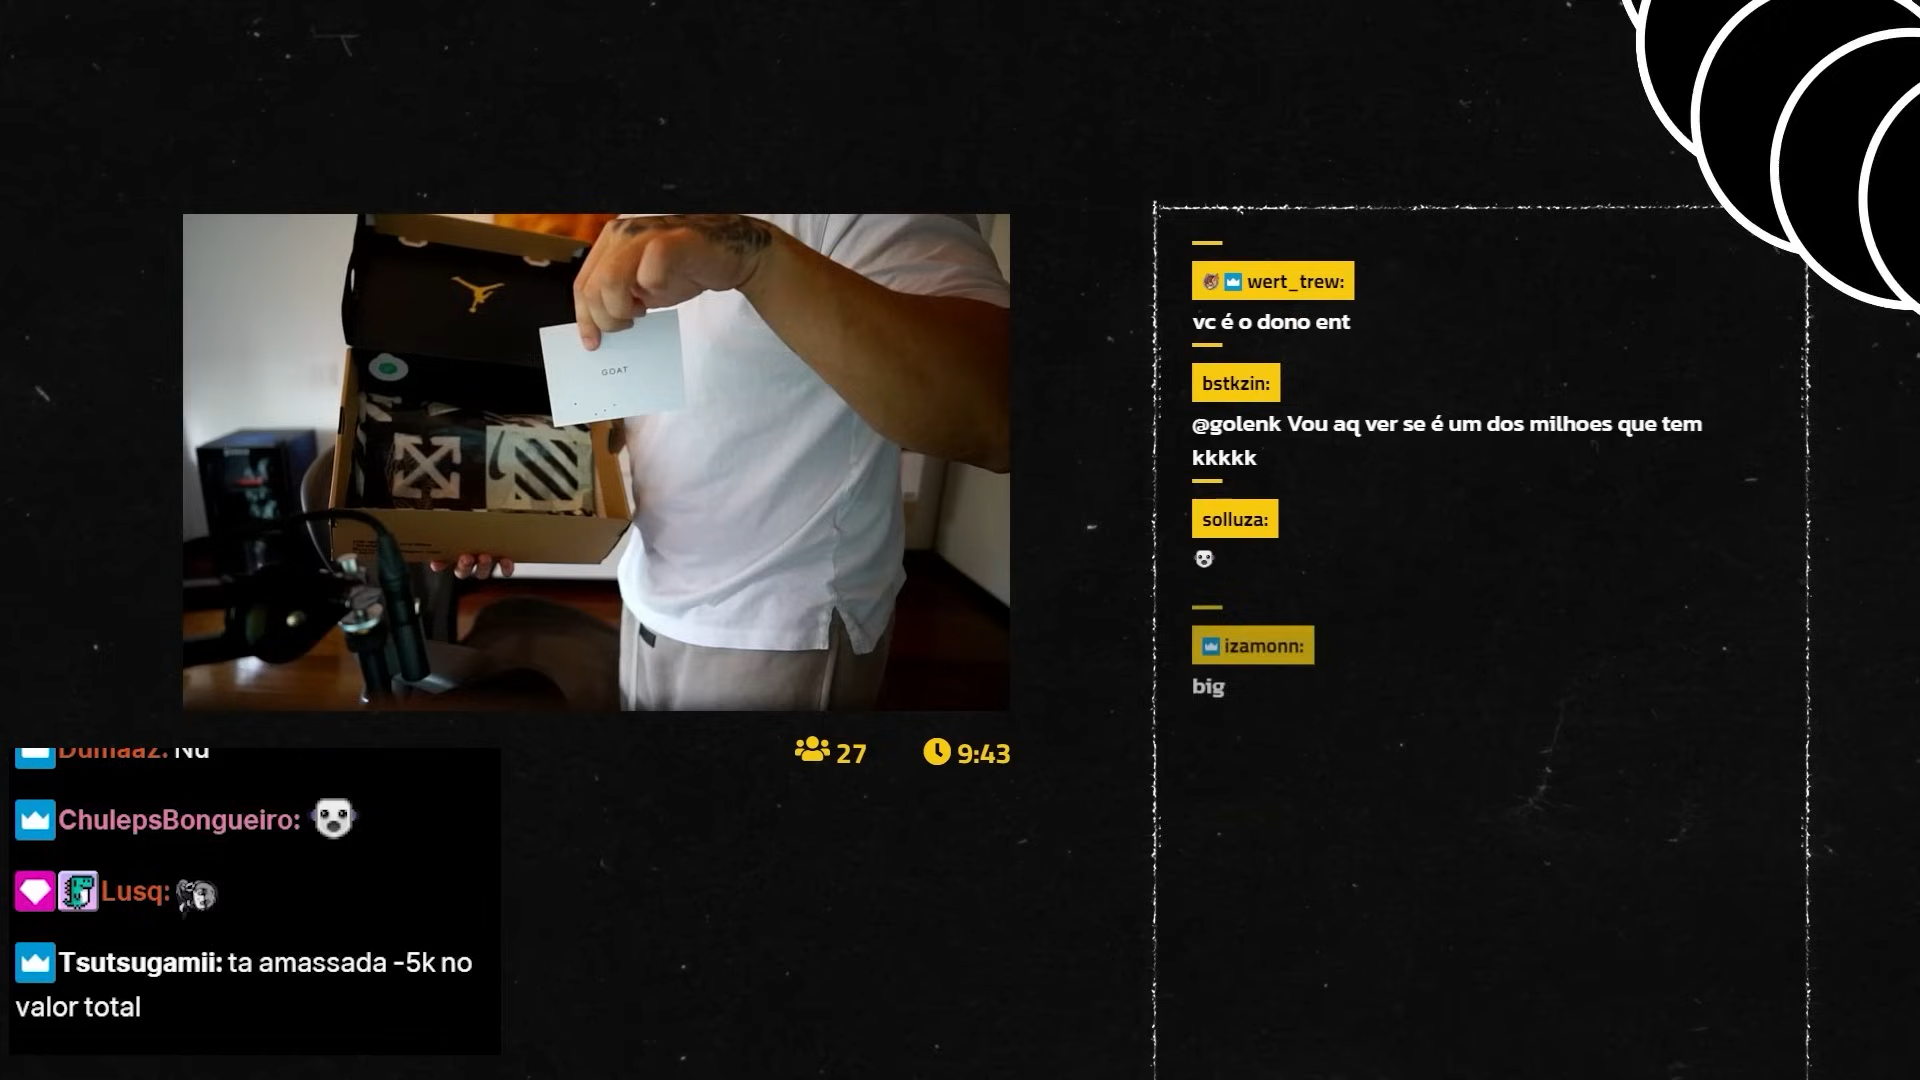 GOAT
27
9:43
wert_trew:
vc é o dono ent
bstkzin:
@golenk Vou aq ver se é um dos milhoes que tem
kkkkk
solluza:
izamonn:
big
Nu
ChulepsBongueiro:
Lusq:
Tsutsugamii: ta amassada -5k no
valor total